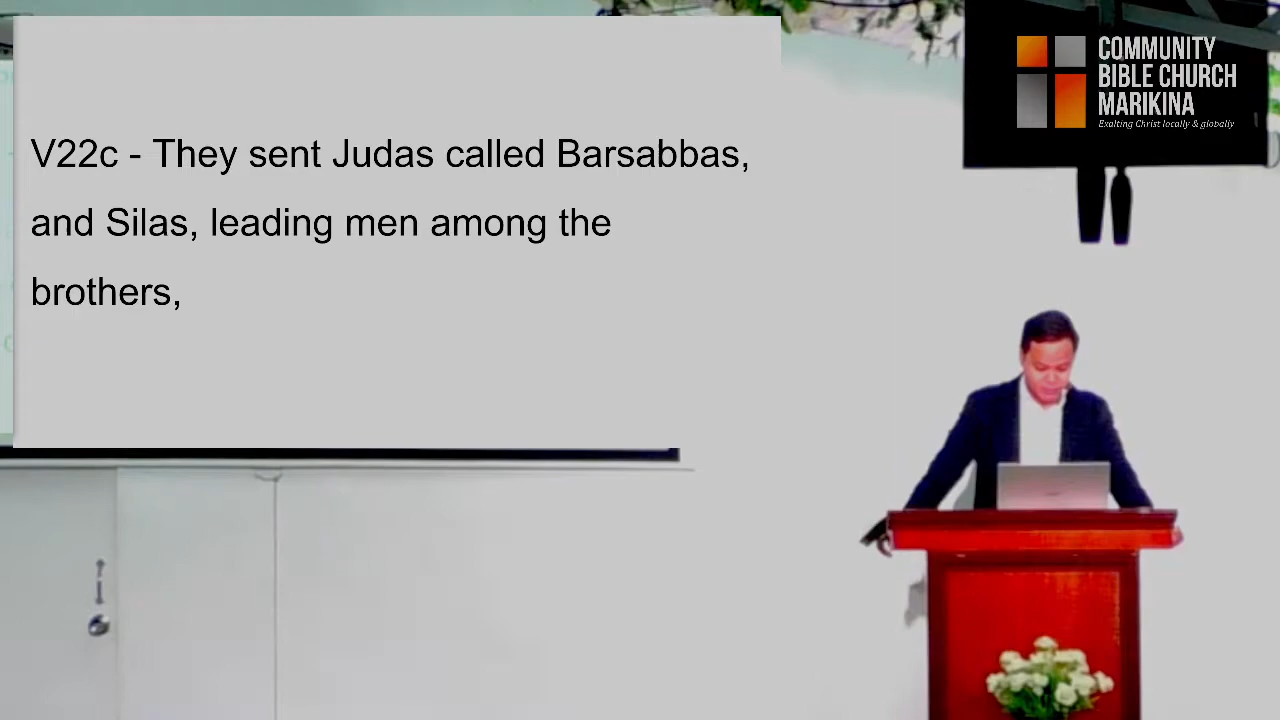 V22c - They sent Judas called Barsabbas,
and Silas, leading men among the
brothers,
COMMUNITY
BIBLE CHURCH
MARIKINA
Exalting Christ locally & globally